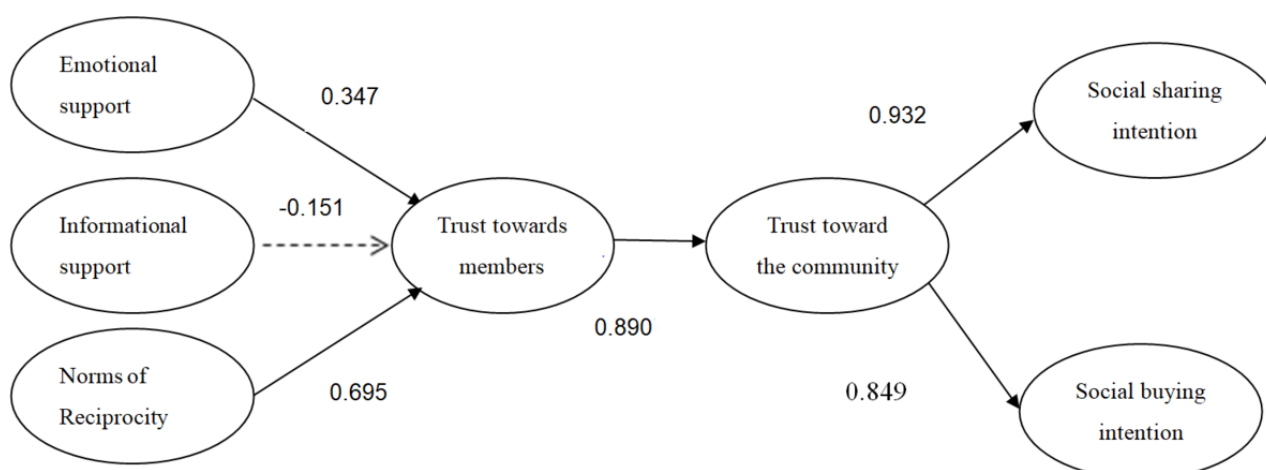 Emotional
support
0.347
Informational
support
-0.151
Norms of
Reciprocity
0.695
Trust towards
members
0.890
Trust toward
the community
0.932
0.849
Social sharing
intention
Social buying
intention